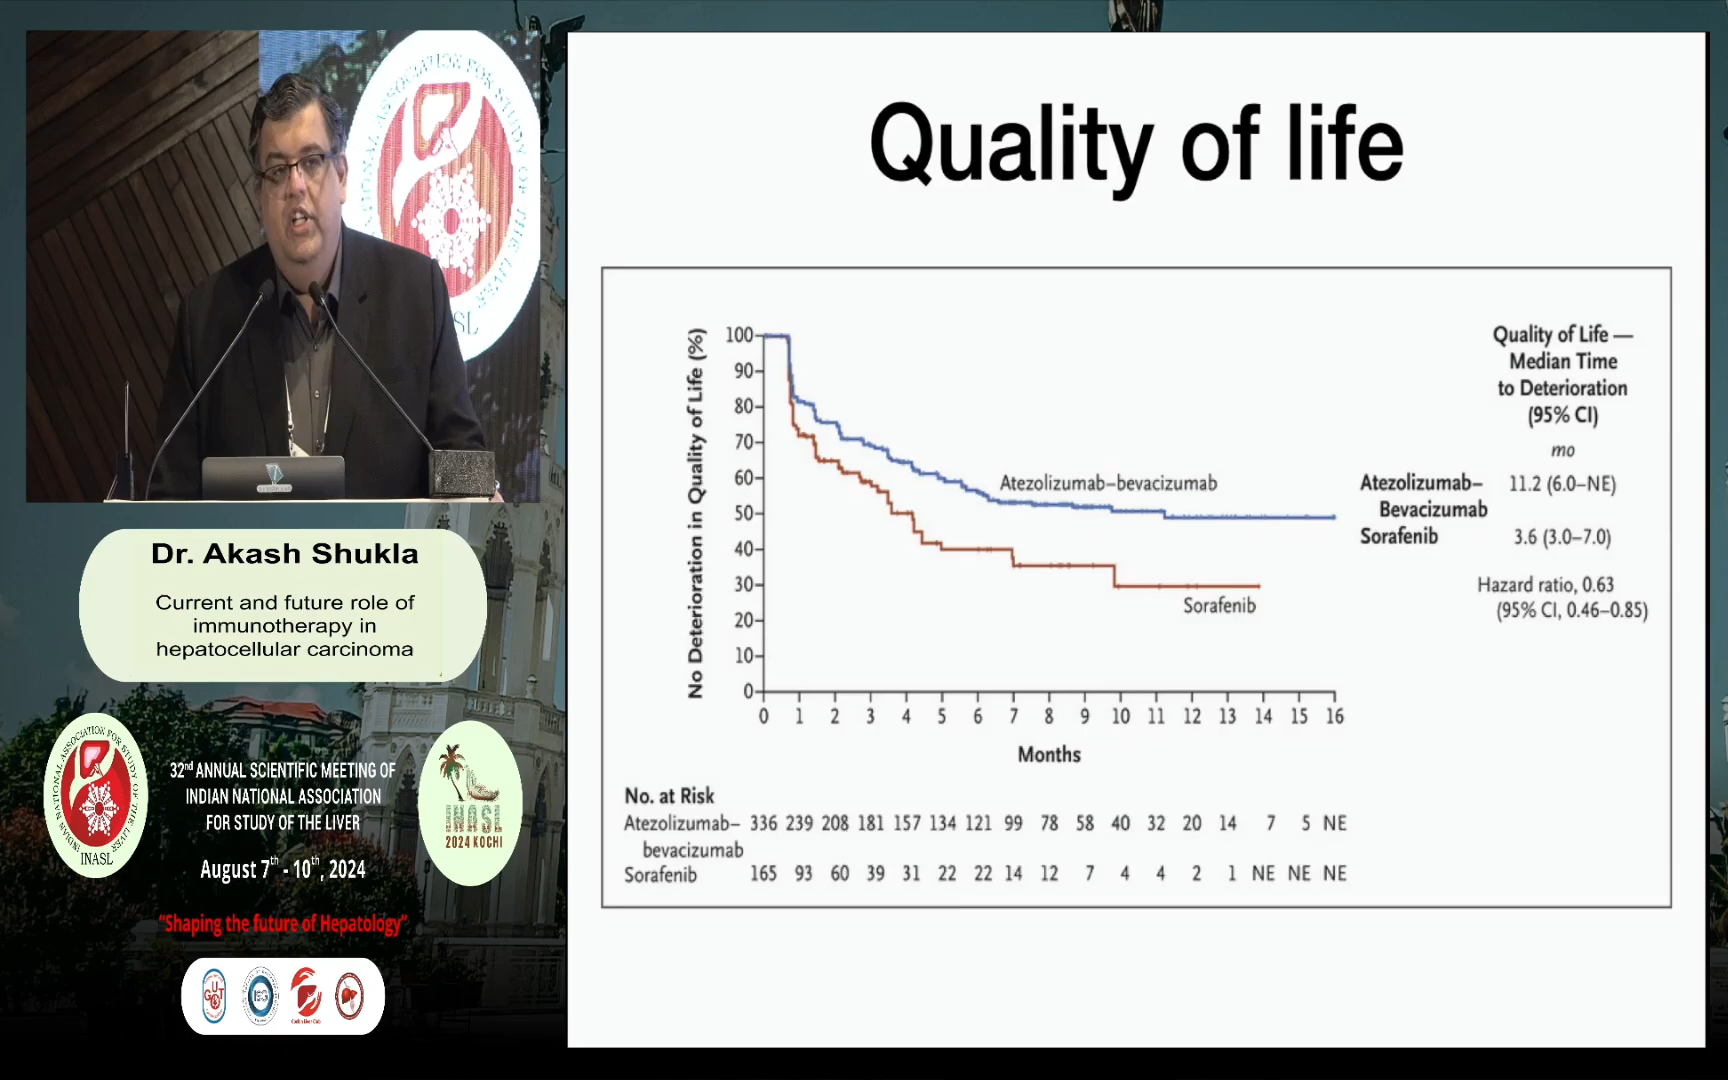 Quality of life
No Deterioration in Quality of Life (%)
100
90
80
70
60
50
40
30
20
10
0
Atezolizumab–bevacizumab
Sorafenib
0 1 2 3 4 5 6 7 8 9 10 11 12 13 14 15 16
Months
Quality of Life —
Median Time
to Deterioration
(95% CI)
mo
Atezolizumab– 11.2 (6.0–NE)
Bevacizumab
Sorafenib 3.6 (3.0–7.0)
Hazard ratio, 0.63
(95% CI, 0.46–0.85)
No. at Risk
Atezolizumab– 336 239 208 181 157 134 121 99 78 58 40 32 20 14 7 5 NE
bevacizumab
Sorafenib 165 93 60 39 31 22 22 14 12 7 4 4 2 1 NE NE NE
Dr. Akash Shukla
Current and future role of
immunotherapy in
hepatocellular carcinoma
INDIAN NATIONAL ASSOCIATION FOR STUDY OF THE LIVER
INASL
32nd ANNUAL SCIENTIFIC MEETING OF
INDIAN NATIONAL ASSOCIATION
FOR STUDY OF THE LIVER
August 7th - 10th, 2024
INASL
2024 KOCHI
"Shaping the future of Hepatology"